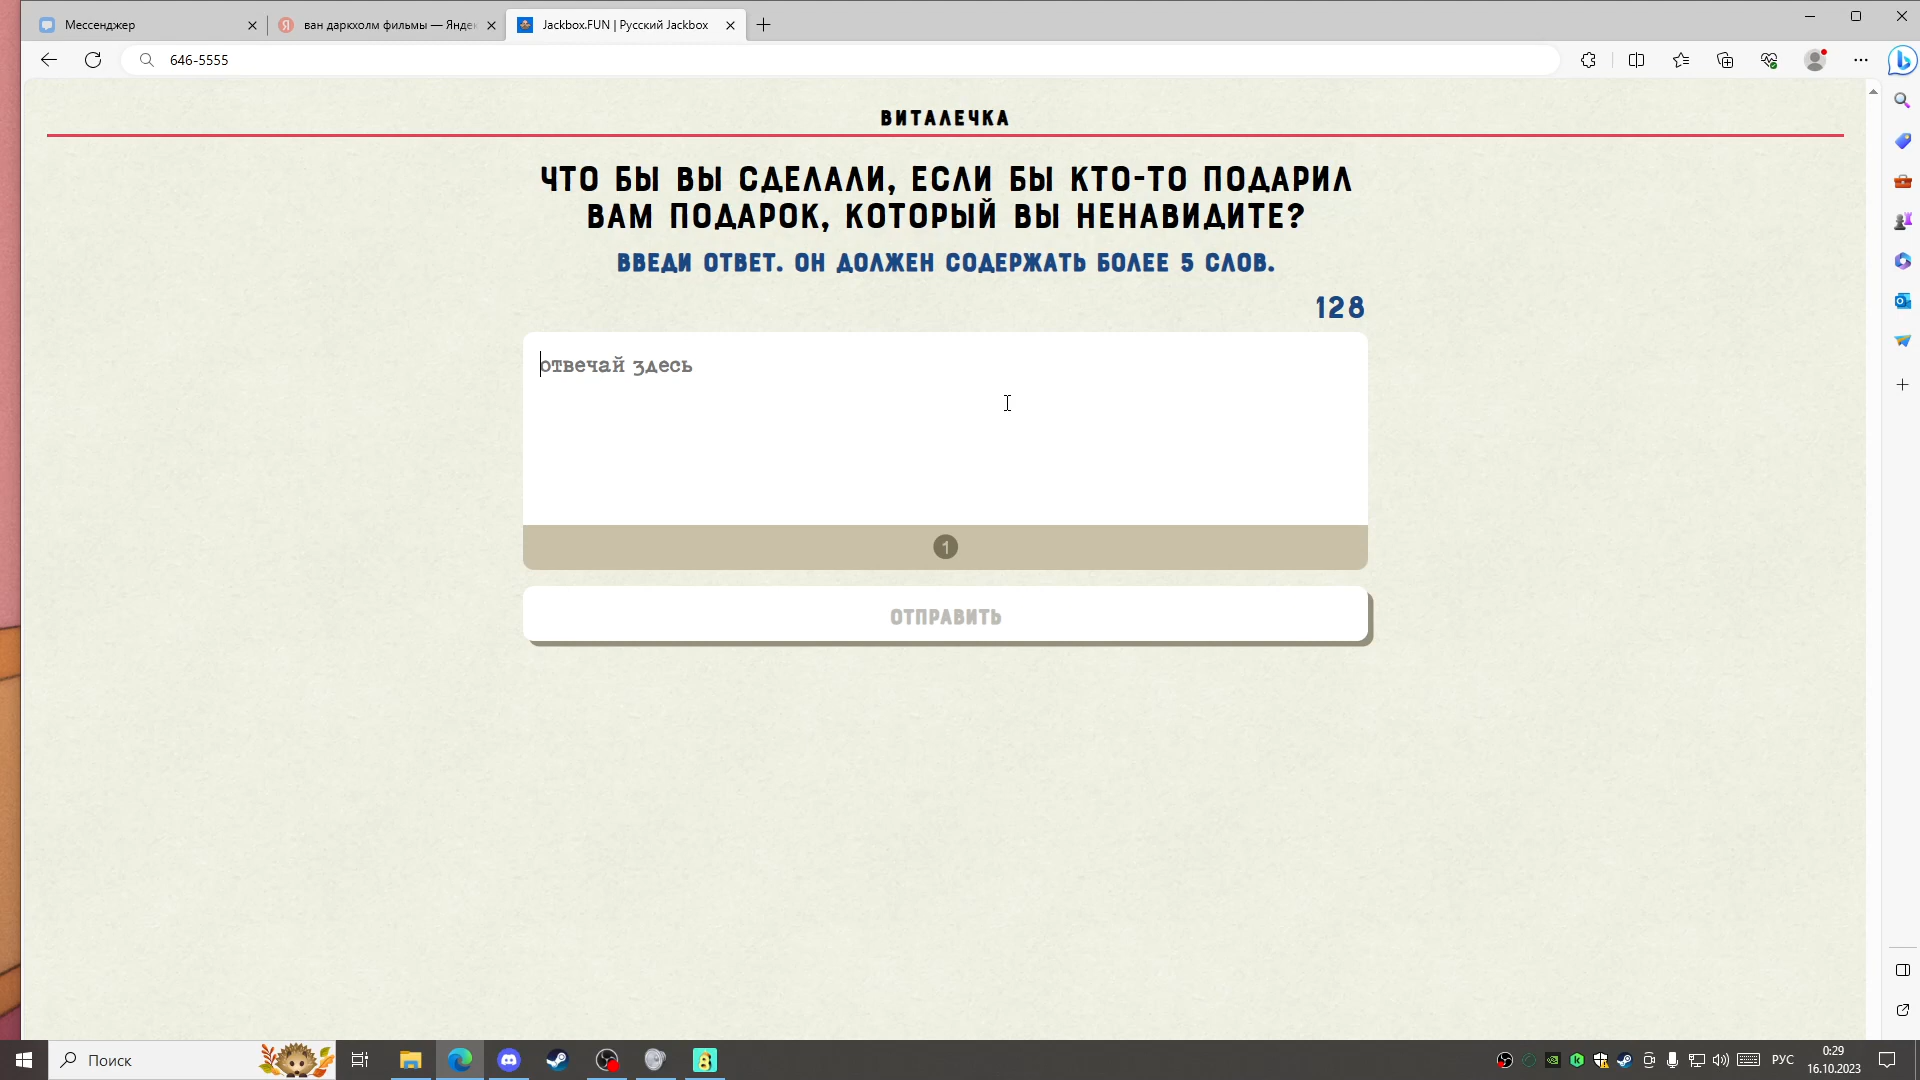 Мессенджер
ван даркхолм фильмы — Яндек
Jackbox.FUN | Русский Jackbox
646-5555
ВИТАЛЕЧКА
ЧТО БЫ ВЫ СДЕЛАЛИ, ЕСЛИ БЫ КТО-ТО ПОДАРИЛ
ВАМ ПОДАРОК, КОТОРЫЙ ВЫ НЕНАВИДИТЕ?
ВВЕДИ ОТВЕТ. ОН ДОЛЖЕН СОДЕРЖАТЬ БОЛЕЕ 5 СЛОВ.
128
отвечай здесь
1
ОТПРАВИТЬ
Поиск
РУС
0:29
16.10.2023